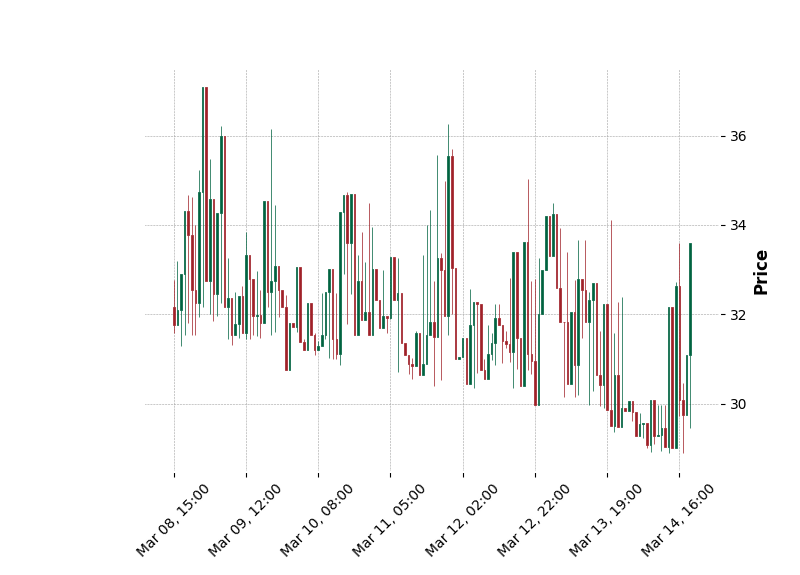 36
34
32
30
Price
Mar 08, 15:00
Mar 09, 12:00
Mar 10, 08:00
Mar 11, 05:00
Mar 12, 02:00
Mar 12, 22:00
Mar 13, 19:00
Mar 14, 16:00